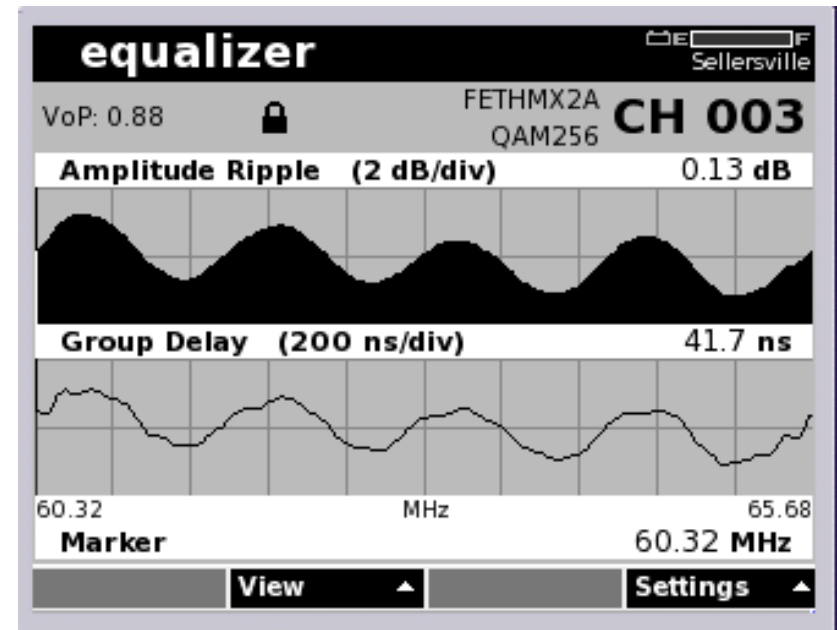 equalizer
E F
Sellersville
VoP: 0.88
FETHMX2A
QAM256
CH 003
Amplitude Ripple (2 dB/div) 0.13 dB
Group Delay (200 ns/div) 41.7 ns
60.32 MHz 65.68
Marker 60.32 MHz
View Settings